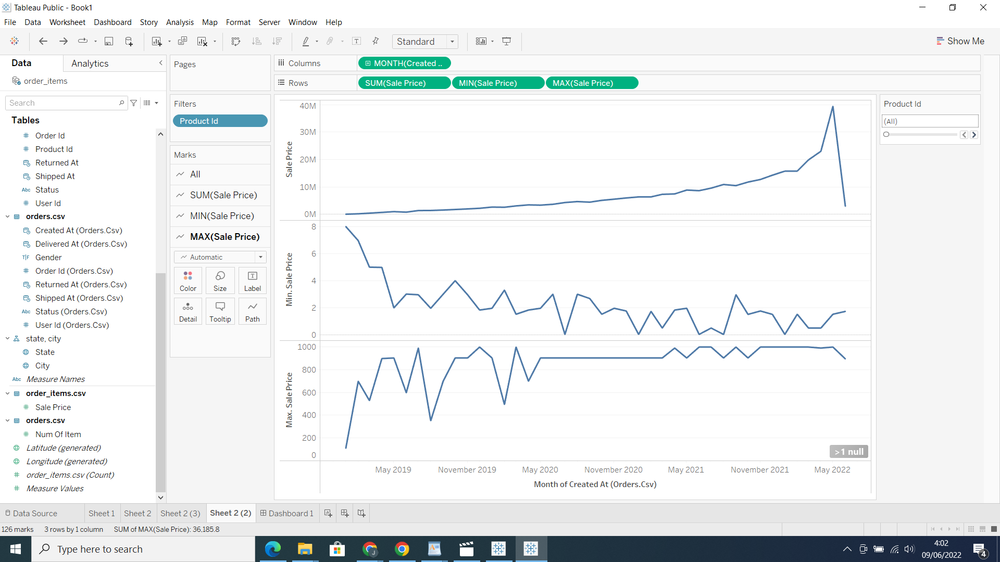 Tableau Public - Book1
File Data Worksheet Dashboard Story Analysis Map Format Server Window Help
Standard
Show Me
Data
Analytics
order_items
Search
Tables
Order Id
Product Id
Returned At
Shipped At
Abc Status
User Id
orders.csv
Created At (Orders.Csv)
Delivered At (Orders.Csv)
T|F Gender
Order Id (Orders.Csv)
Returned At (Orders.Csv)
Shipped At (Orders.Csv)
Abc Status (Orders.Csv)
User Id (Orders.Csv)
state, city
State
City
Abc Measure Names
order_items.csv
Sale Price
orders.csv
Num Of Item
Latitude (generated)
Longitude (generated)
order_items.csv (Count)
Measure Values
Pages
Filters
Product Id
Marks
All
SUM(Sale Price)
MIN(Sale Price)
MAX(Sale Price)
Automatic
Color Size Label
Detail Tooltip Path
Columns MONTH(Created ..
Rows SUM(Sale Price) MIN(Sale Price) MAX(Sale Price)
Sale Price
40M
30M
20M
10M
0M
Min. Sale Price
8
6
4
2
0
Max. Sale Price
1000
800
600
400
200
0
>1 null
May 2019 November 2019 May 2020 November 2020 May 2021 November 2021 May 2022
Month of Created At (Orders.Csv)
Product Id
(All)
Data Source Sheet 1 Sheet 2 Sheet 2 (3) Sheet 2 (2) Dashboard 1
126 marks 3 rows by 1 column SUM of MAX(Sale Price): 36,185.8
Type here to search
J
4:02
09/06/2022
4